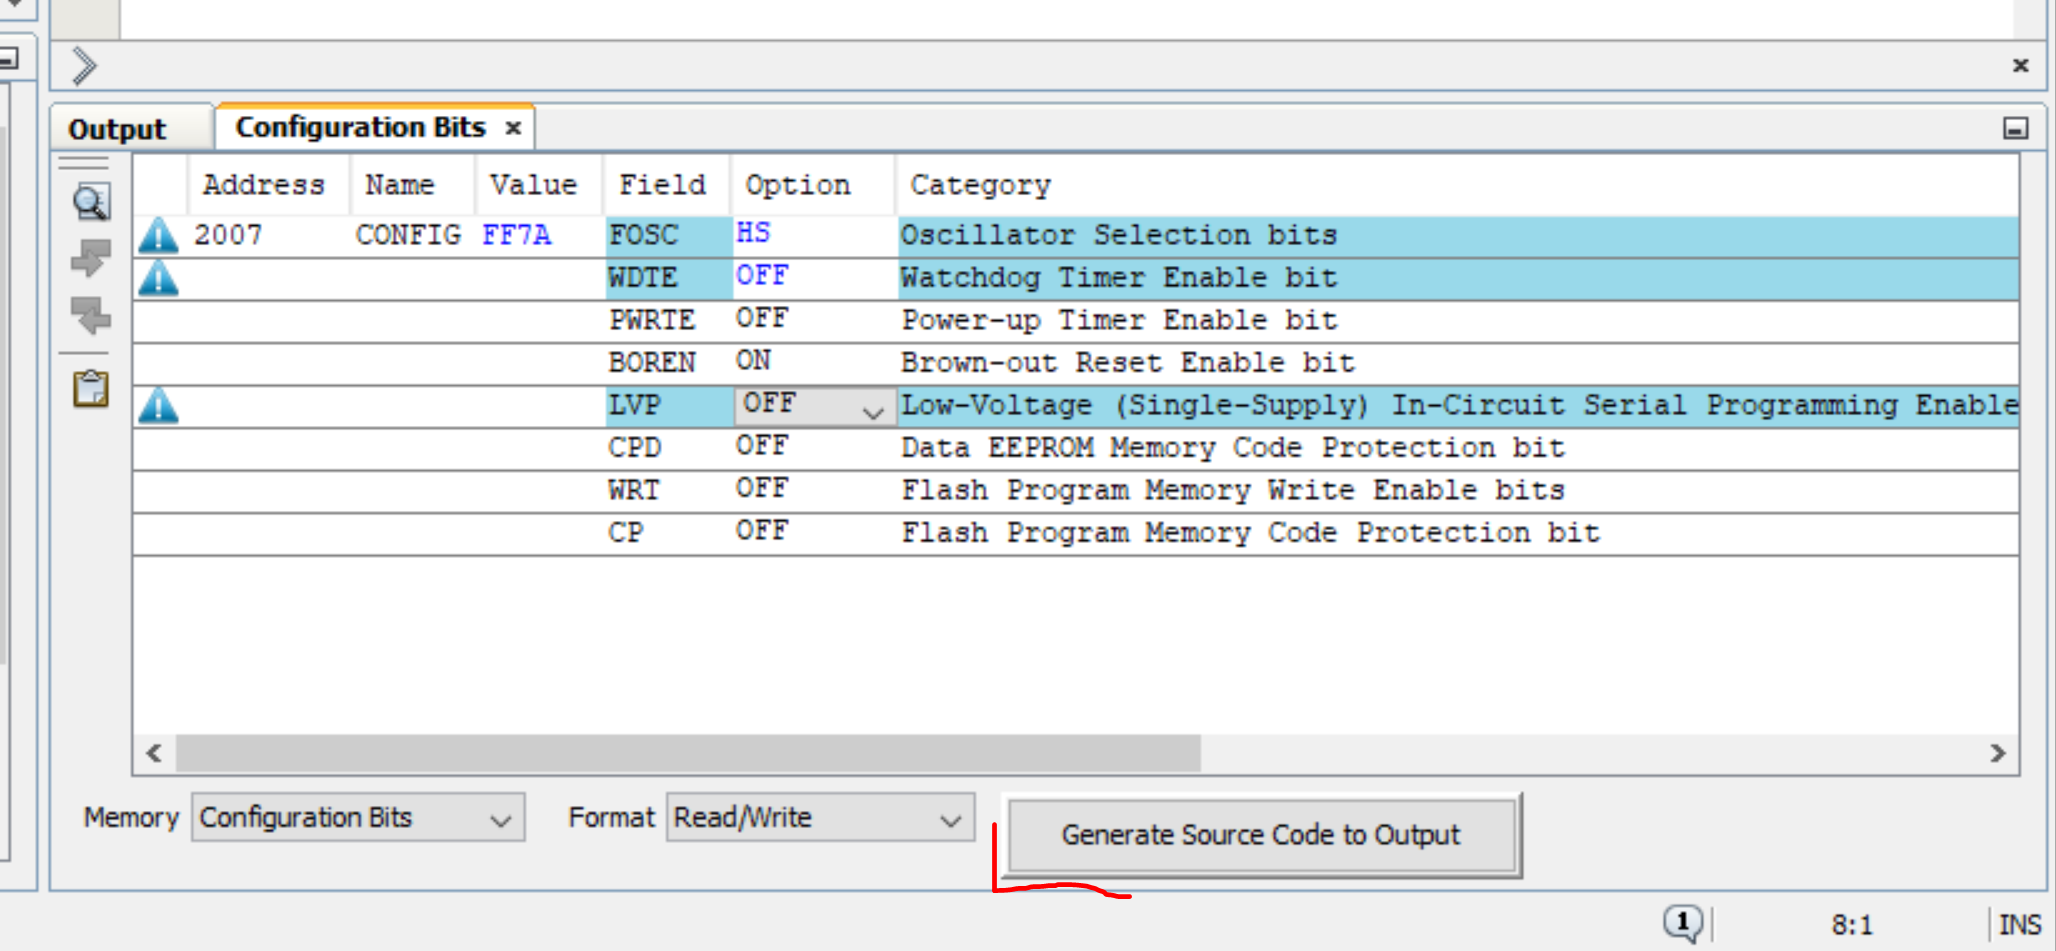 Output Configuration Bits ×
Address Name Value Field Option Category
2007 CONFIG FF7A FOSC HS Oscillator Selection bits
WDTE OFF Watchdog Timer Enable bit
PWRTE OFF Power-up Timer Enable bit
BOREN ON Brown-out Reset Enable bit
LVP OFF Low-Voltage (Single-Supply) In-Circuit Serial Programming Enable
CPD OFF Data EEPROM Memory Code Protection bit
WRT OFF Flash Program Memory Write Enable bits
CP OFF Flash Program Memory Code Protection bit
Memory Configuration Bits Format Read/Write Generate Source Code to Output
1 8:1 INS